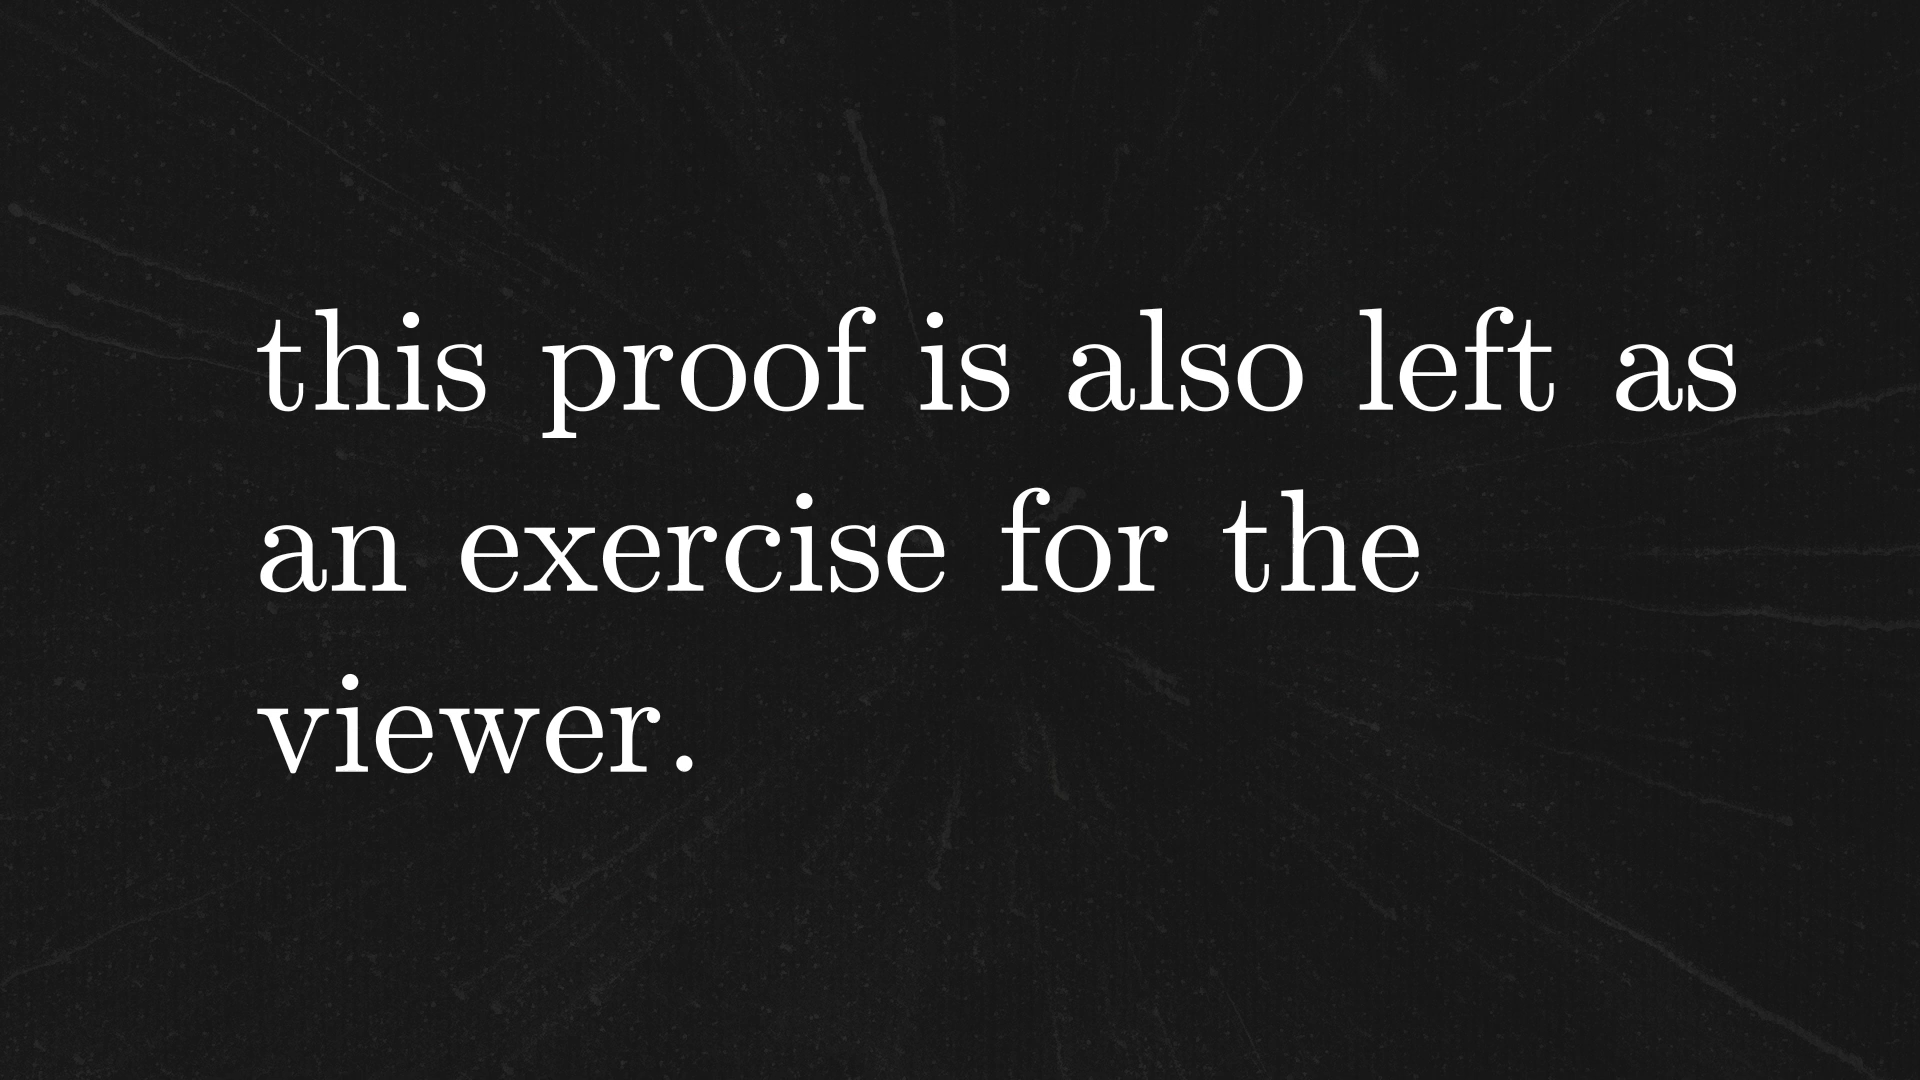 this proof is also left as
an exercise for the
viewer.